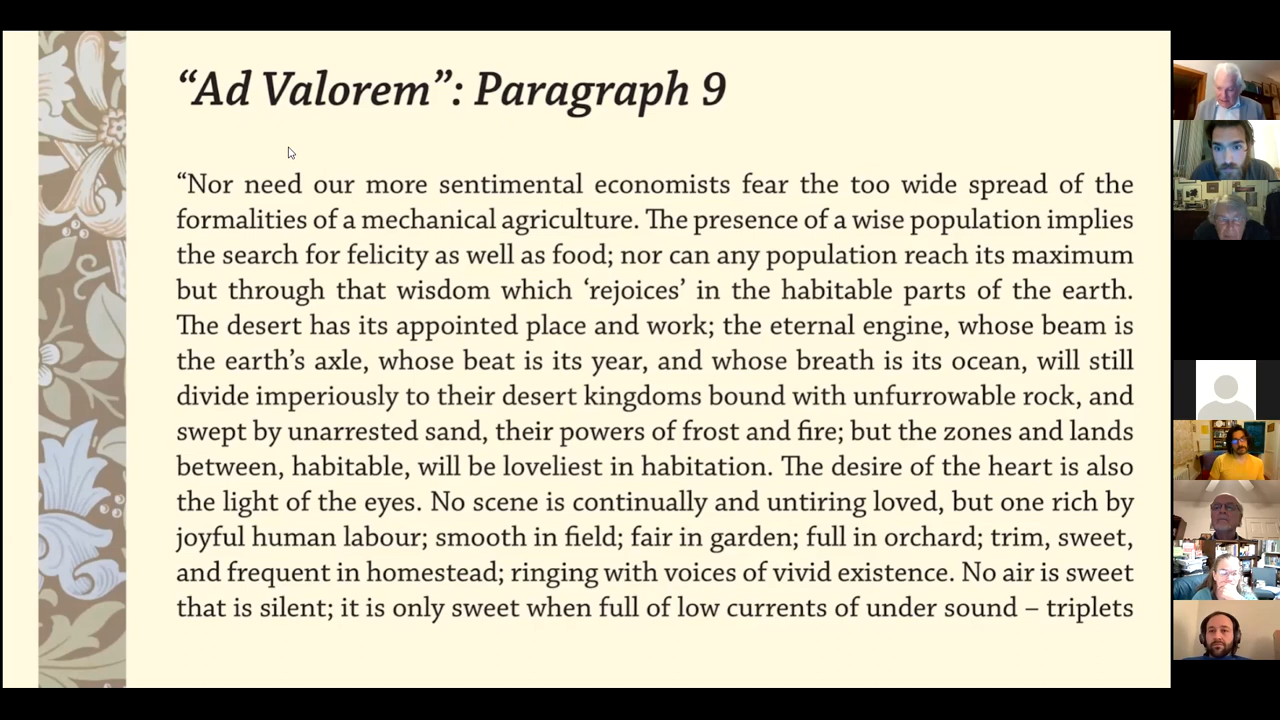 “Ad Valorem”: Paragraph 9
“Nor need our more sentimental economists fear the too wide spread of the
formalities of a mechanical agriculture. The presence of a wise population implies
the search for felicity as well as food; nor can any population reach its maximum
but through that wisdom which ‘rejoices’ in the habitable parts of the earth.
The desert has its appointed place and work; the eternal engine, whose beam is
the earth’s axle, whose beat is its year, and whose breath is its ocean, will still
divide imperiously to their desert kingdoms bound with unfurrowable rock, and
swept by unarrested sand, their powers of frost and fire; but the zones and lands
between, habitable, will be loveliest in habitation. The desire of the heart is also
the light of the eyes. No scene is continually and untiring loved, but one rich by
joyful human labour; smooth in field; fair in garden; full in orchard; trim, sweet,
and frequent in homestead; ringing with voices of vivid existence. No air is sweet
that is silent; it is only sweet when full of low currents of under sound – triplets